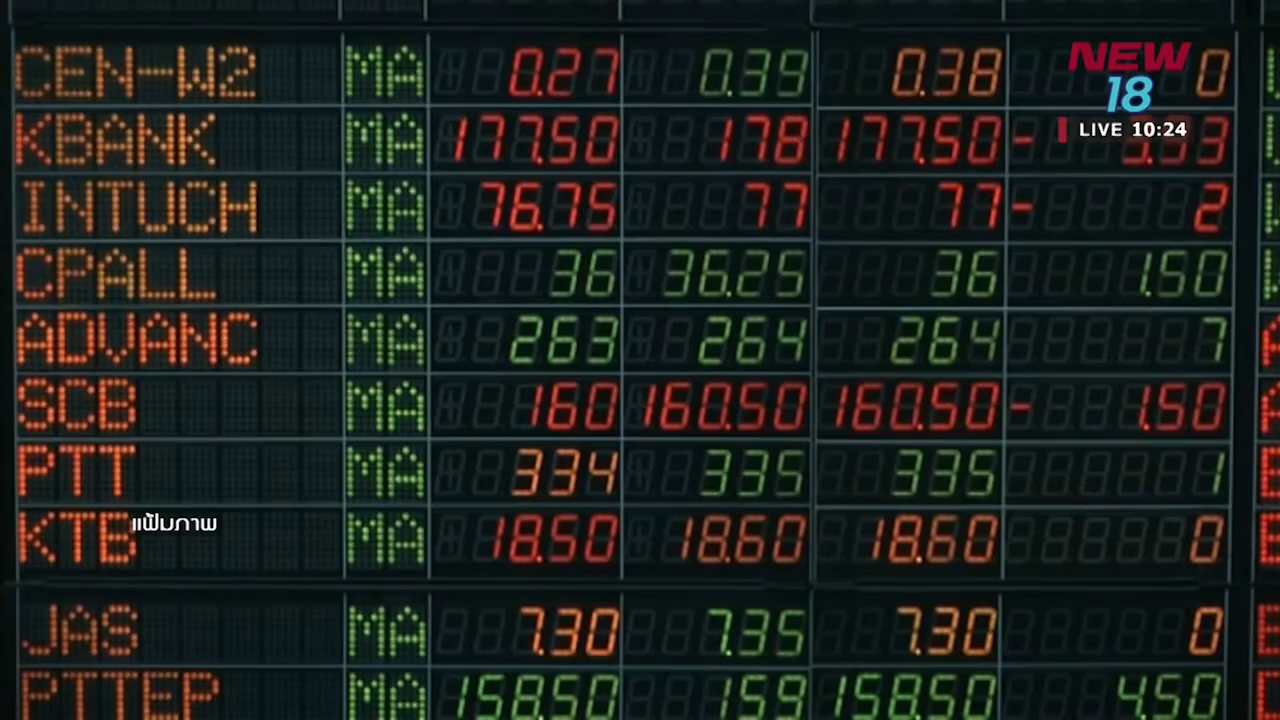 CEN-W2 MA 0.27 0.39 0.38 0
NEW
18
LIVE 10:24
KBANK MA 177.50 178 177.50 -
INTUCH MA 76.75 77 77 - 2
CPALL MA 36 36.25 36 1.50
ADVANC MA 263 264 264 7
SCB MA 160 160.50 160.50 - 1.50
PTT MA 334 335 335 1
KTB MA 18.50 18.60 18.60 0
แฟ้มภาพ
JAS MA 7.30 7.35 7.30 0
PTTEP MA 158.50 159 158.50 4.50